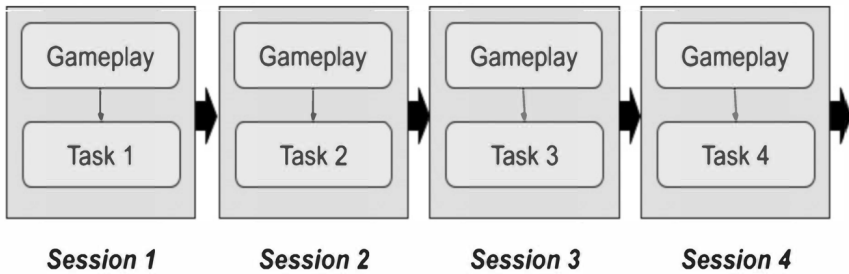 Gameplay Gameplay Gameplay Gameplay
Task 1 Task 2 Task 3 Task 4
Session 1 Session 2 Session 3 Session 4